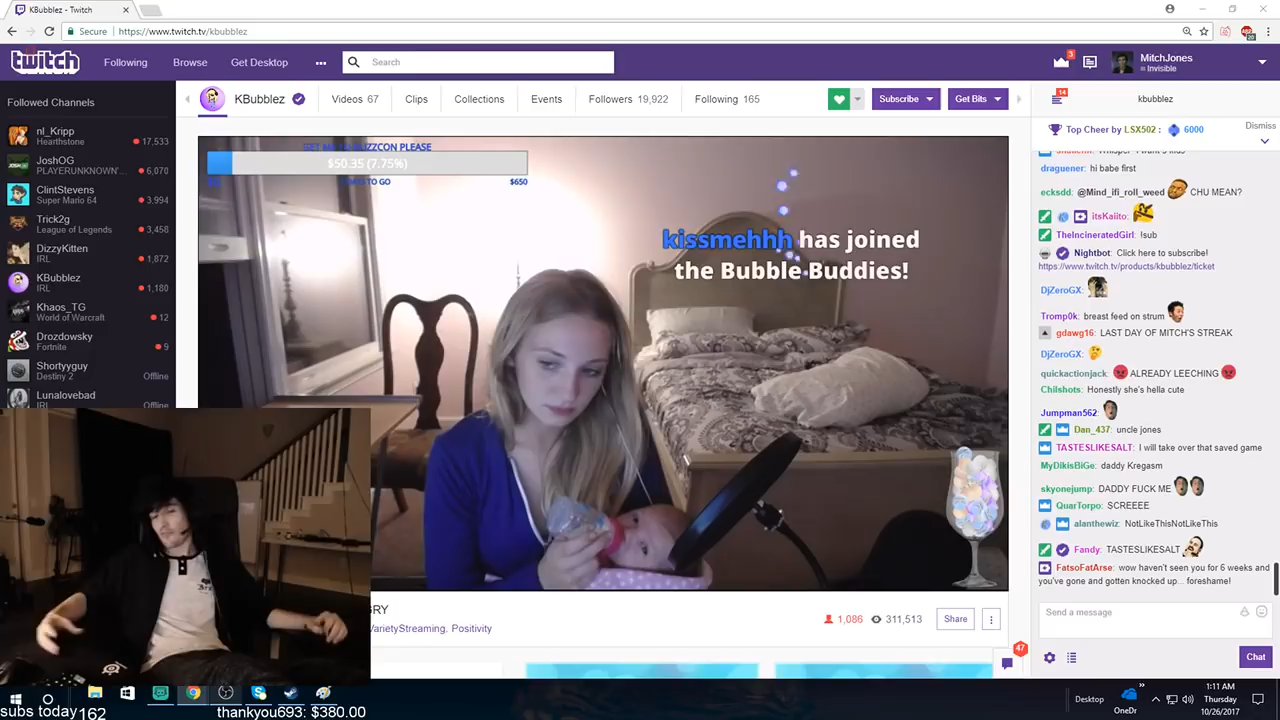 KBubblez - Twitch
Secure
https://www.twitch.tv/kbubblez
twitch
Following
Browse
Get Desktop
Search
3
MitchJones
Invisible
Followed Channels
nl_Kripp
Hearthstone
17,533
JoshOG
PLAYERUNKNOWN'...
6,070
ClintStevens
Super Mario 64
3,994
Trick2g
League of Legends
3,458
DizzyKitten
IRL
1,872
KBubblez
IRL
1,180
Khaos_TG
World of Warcraft
12
Drozdowsky
Fortnite
9
Shortyyguy
Destiny 2
Offline
Lunalovebad
IRL
Offline
KBubblez
Videos 67
Clips
Collections
Events
Followers 19,922
Following 165
Subscribe
Get Bits
$50.35 (7.75%)
$650
kissmehhh has joined
the Bubble Buddies!
GRY
VarietyStreaming, Positivity
1,086
311,513
Share
47
14
kbubblez
Top Cheer by LSX502 : 6000
Dismiss
draguener: hi babe first
ecksdd: @Mind_ifi_roll_weed CHU MEAN?
itsKaiito:
TheIncineratedGirl: !sub
Nightbot: Click here to subscribe!
https://www.twitch.tv/products/kbubblez/ticket
DjZeroGX:
Tromp0k: breast feed on strum
gdawg16: LAST DAY OF MITCH'S STREAK
DjZeroGX:
quickactionjack: ALREADY LEECHING
Chilshots: Honestly she's hella cute
Jumpman562:
Dan_437: uncle jones
TASTESLIKESALT: I will take over that saved game
MyDikisBiGe: daddy Kregasm
skyonejump: DADDY FUCK ME
QuarTorpo: SCREEEE
alanthewiz: NotLikeThisNotLikeThis
Fandy: TASTESLIKESALT
FatsoFatArse: wow haven't seen you for 6 weeks and
you've gone and gotten knocked up... foreshame!
Send a message
Chat
subs today 162
thankyou693: $380.00
Desktop
OneDr
1:11 AM
Thursday
10/26/2017